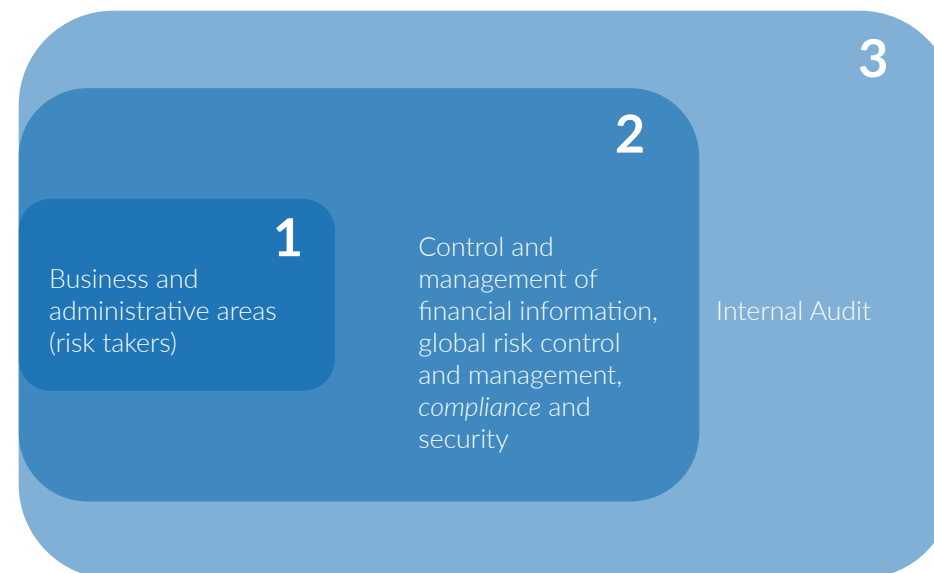 3
2
1
Business and
administrative areas
(risk takers)
Control and
management of
financial information,
global risk control
and management,
compliance and
security
Internal Audit